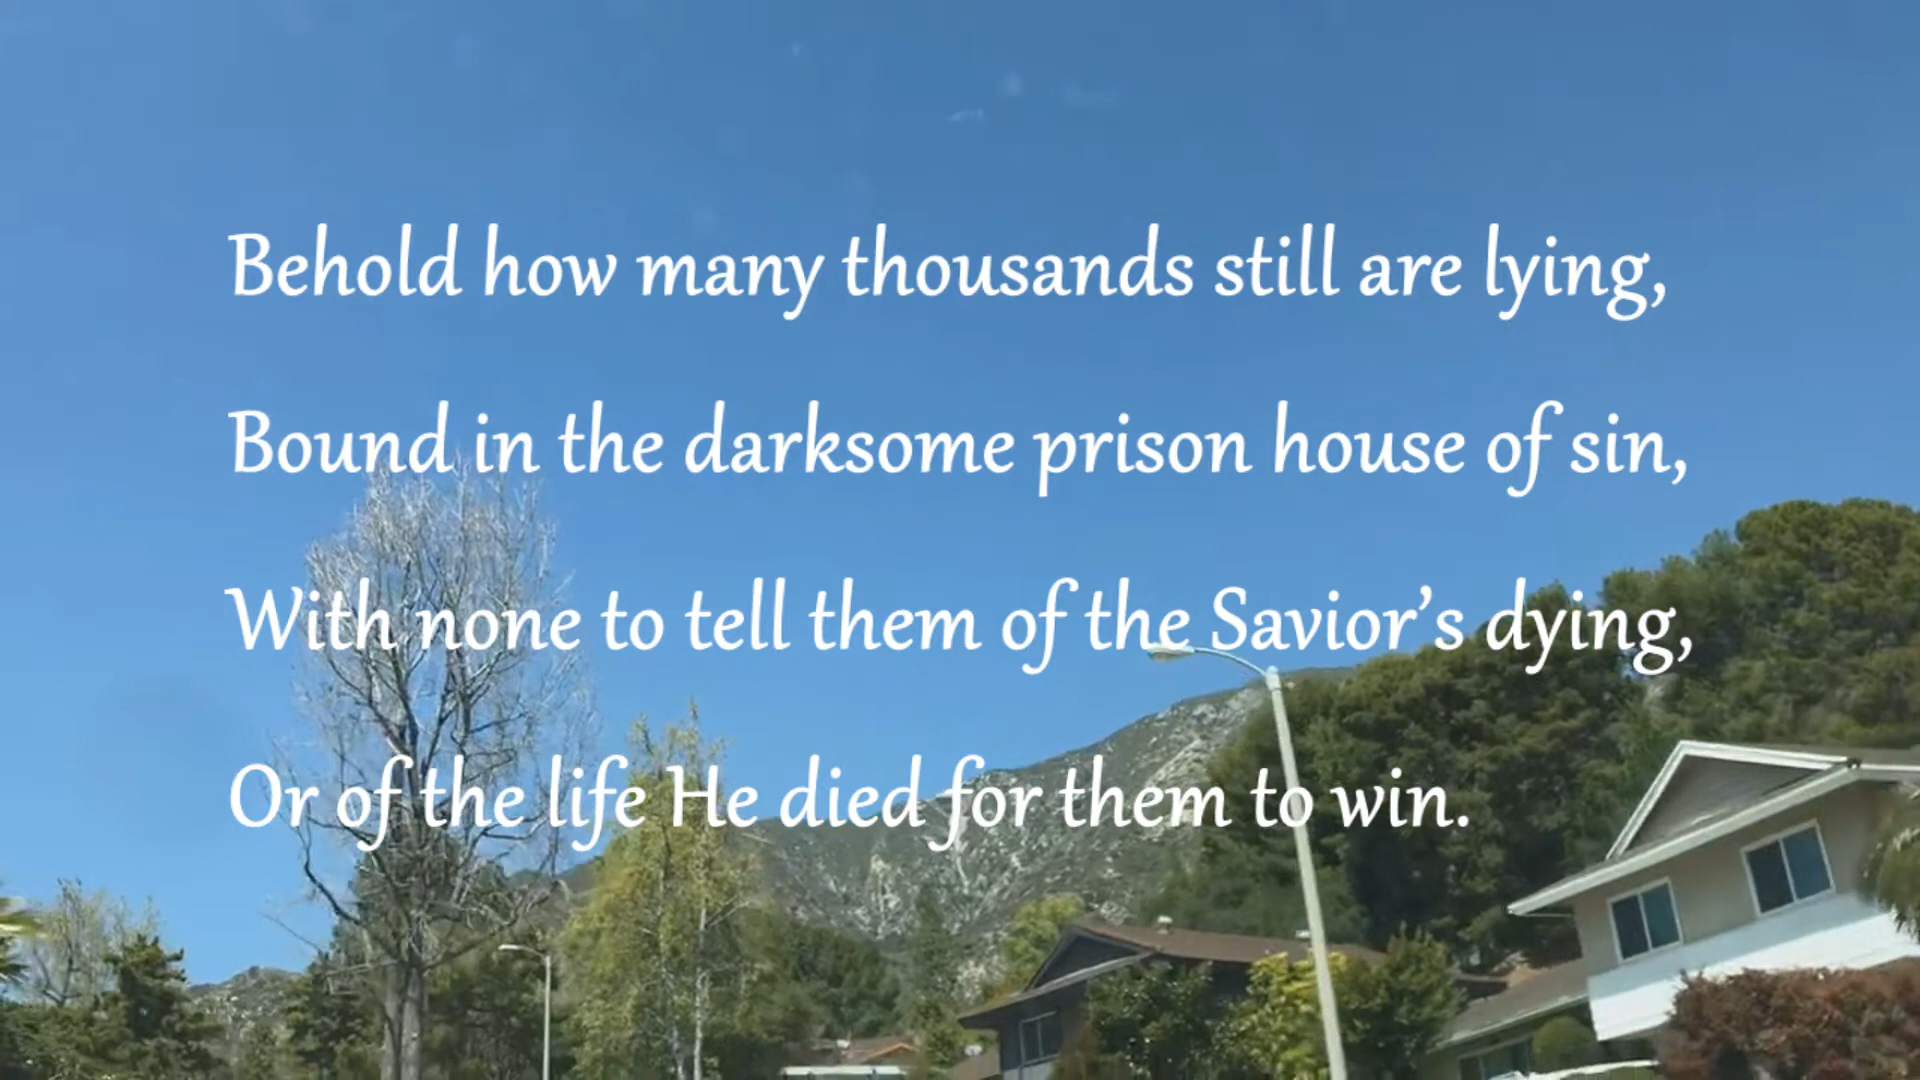 Behold how many thousands still are lying,
Bound in the darksome prison house of sin,
With none to tell them of the Savior’s dying,
Or of the life He died for them to win.